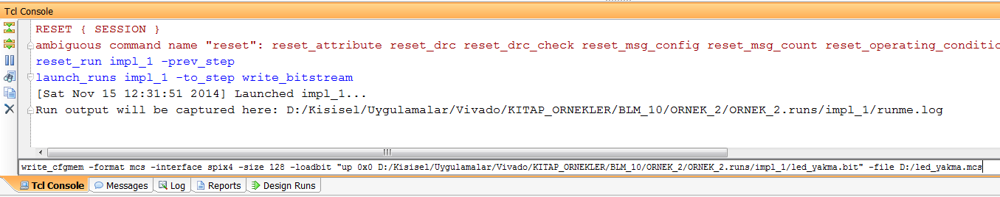 Tcl Console
RESET { SESSION }
ambiguous command name "reset": reset_attribute reset_drc reset_drc_check reset_msg_config reset_msg_count reset_operating_conditio
reset_run impl_1 -prev_step
launch_runs impl_1 -to_step write_bitstream
[Sat Nov 15 12:31:51 2014] Launched impl_1...
Run output will be captured here: D:/Kisisel/Uygulamalar/Vivado/KITAP_ORNEKLER/BLM_10/ORNEK_2/ORNEK_2.runs/impl_1/runme.log
write_cfgmem -format mcs -interface spix4 -size 128 -loadbit "up 0x0 D:/Kisisel/Uygulamalar/Vivado/KITAP_ORNEKLER/BLM_10/ORNEK_2/ORNEK_2.runs/impl_1/led_yakma.bit" -file D:/led_yakma.mcs
Tcl Console Messages Log Reports Design Runs